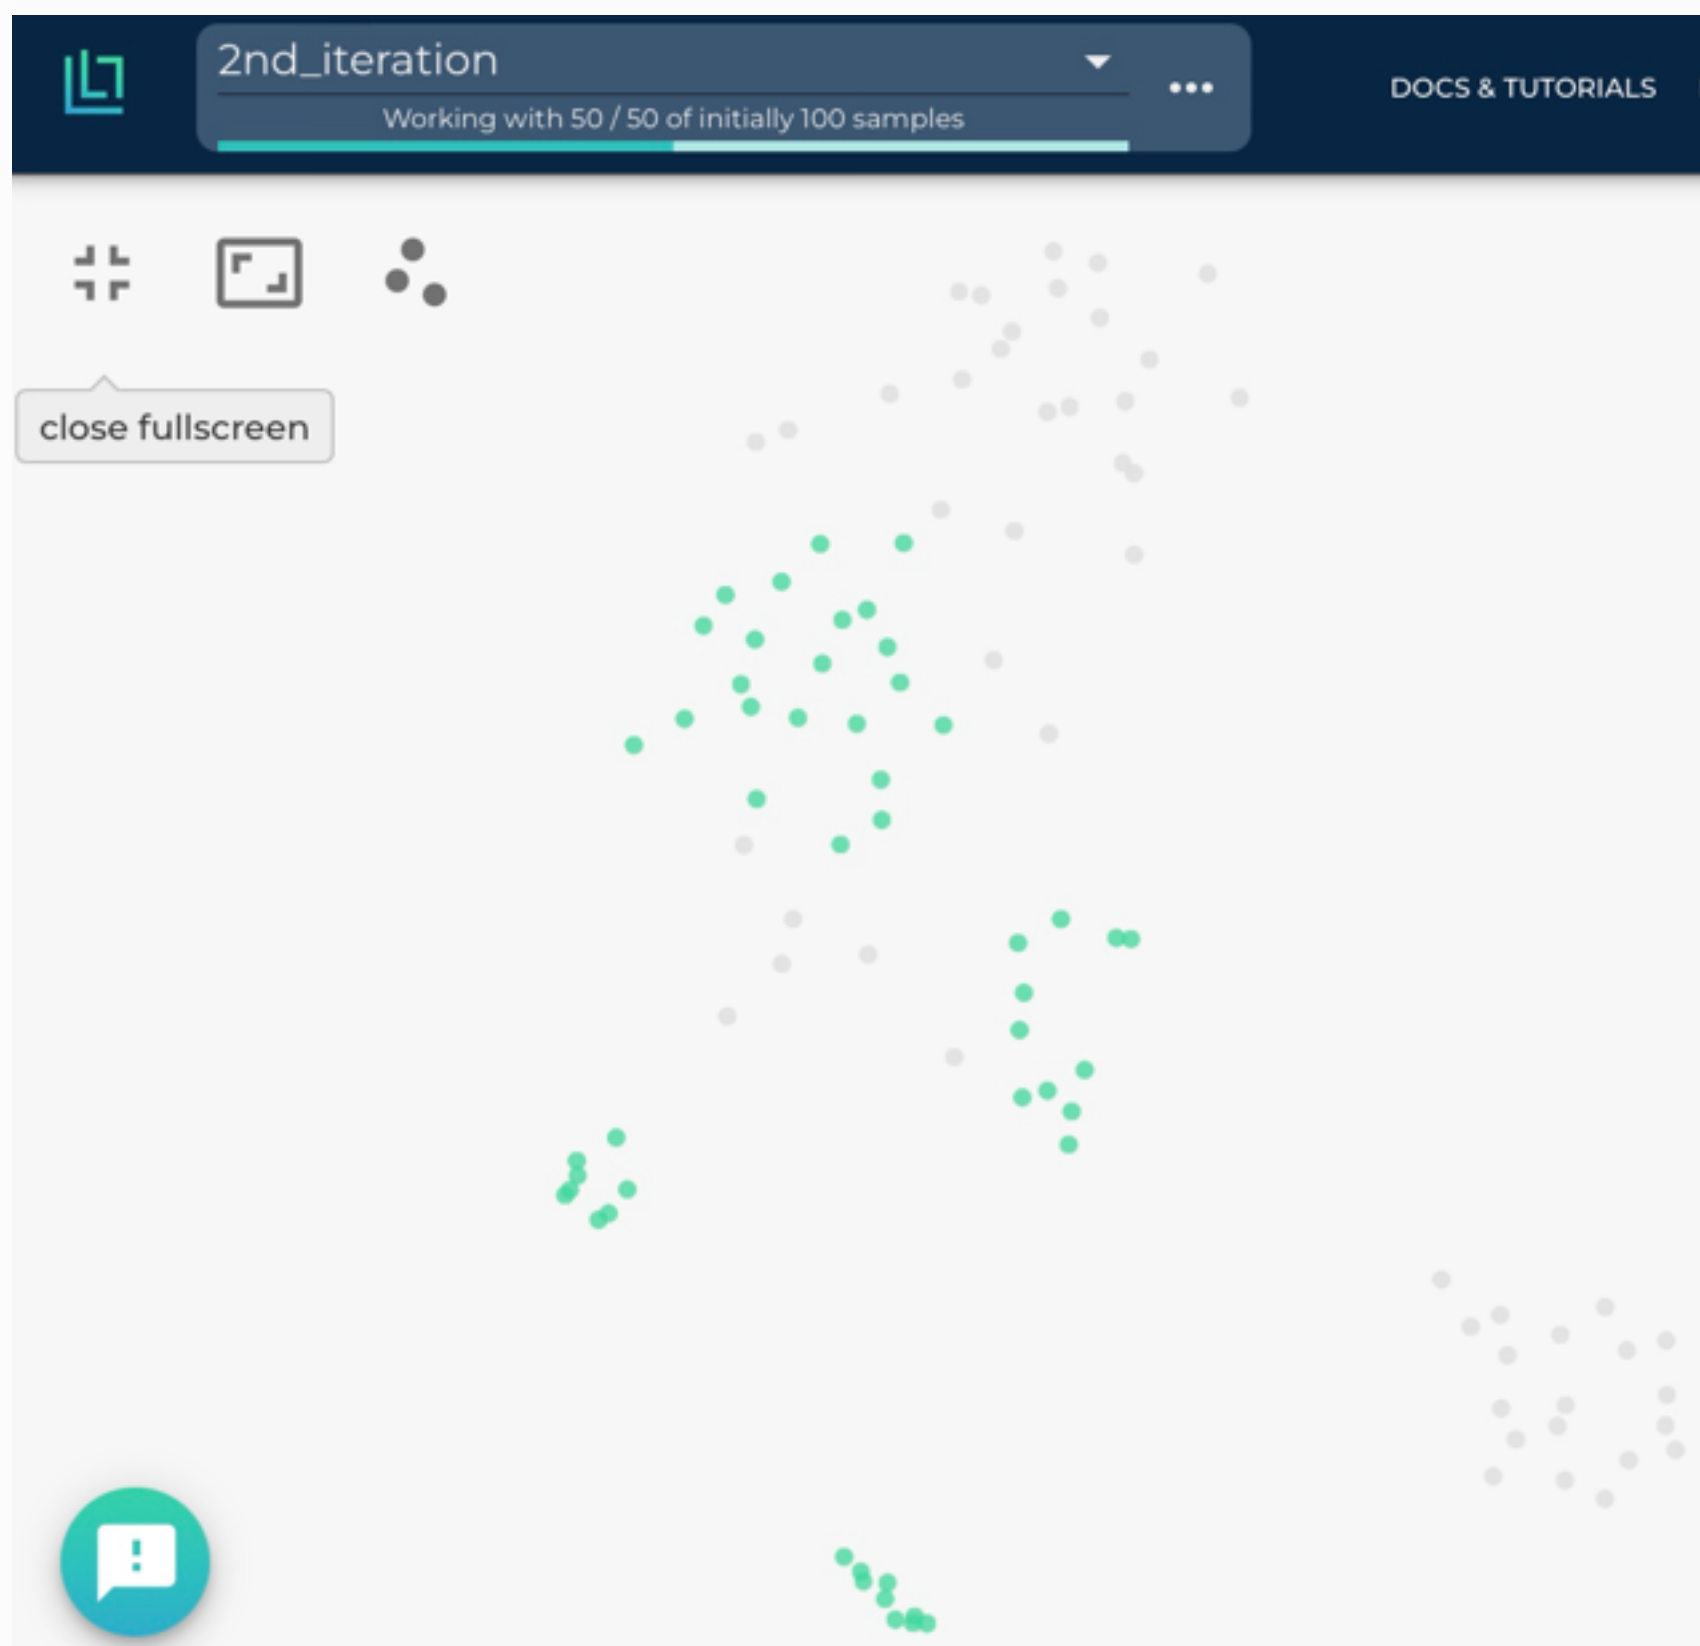 2nd_iteration
Working with 50 / 50 of initially 100 samples
DOCS & TUTORIALS
close fullscreen